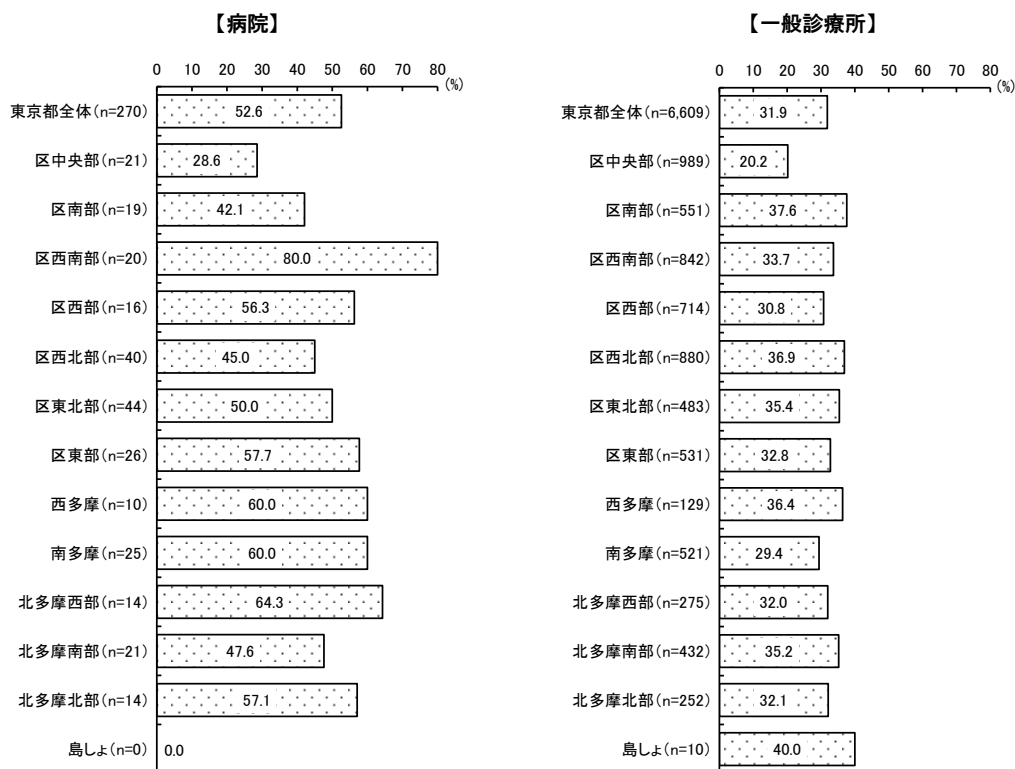 【病院】
0 10 20 30 40 50 60 70 80
(%)
東京都全体(n=270) 52.6
区中央部(n=21) 28.6
区南部(n=19) 42.1
区西南部(n=20) 80.0
区西部(n=16) 56.3
区西北部(n=40) 45.0
区東北部(n=44) 50.0
区東部(n=26) 57.7
西多摩(n=10) 60.0
南多摩(n=25) 60.0
北多摩西部(n=14) 64.3
北多摩南部(n=21) 47.6
北多摩北部(n=14) 57.1
島しょ(n=0) 0.0
【一般診療所】
0 10 20 30 40 50 60 70 80
(%)
東京都全体(n=6,609) 31.9
区中央部(n=989) 20.2
区南部(n=551) 37.6
区西南部(n=842) 33.7
区西部(n=714) 30.8
区西北部(n=880) 36.9
区東北部(n=483) 35.4
区東部(n=531) 32.8
西多摩(n=129) 36.4
南多摩(n=521) 29.4
北多摩西部(n=275) 32.0
北多摩南部(n=432) 35.2
北多摩北部(n=252) 32.1
島しょ(n=10) 40.0